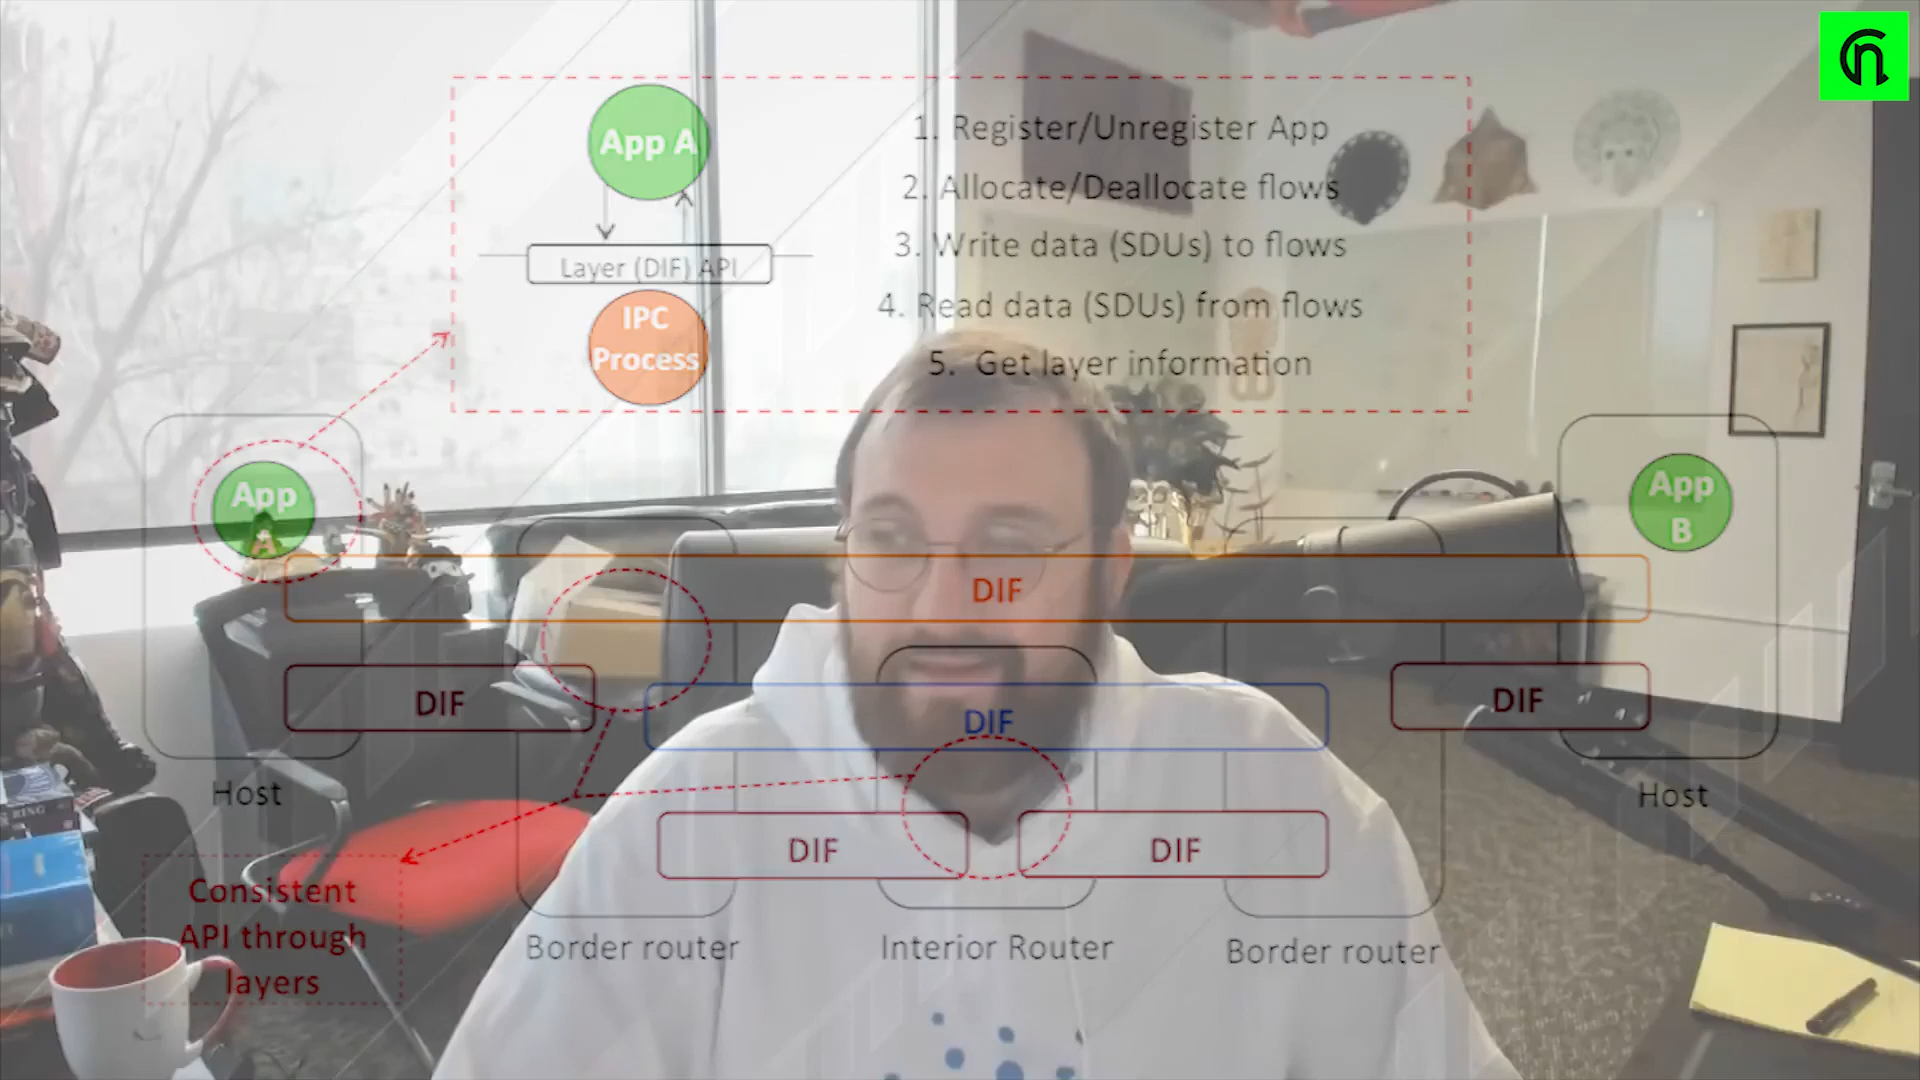 App A
1. Register/Unregister App
2. Allocate/Deallocate flows
3. Write data (SDUs) to flows
Layer (DIF) API
4. Read data (SDUs) from flows
IPC
Process
5. Get layer information
App
A
App
B
DIF
DIF
DIF
DIF
Host
Host
DIF
DIF
Consistent
API through
layers
Border router
Interior Router
Border router
RING